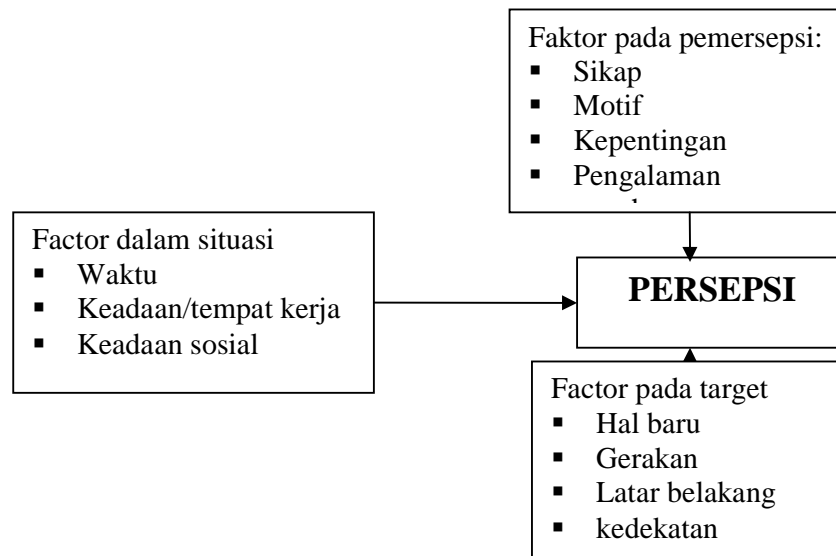 Faktor pada pemersepsi:
▪ Sikap
▪ Motif
▪ Kepentingan
▪ Pengalaman
Factor dalam situasi
▪ Waktu
▪ Keadaan/tempat kerja
▪ Keadaan sosial
PERSEPSI
Factor pada target
▪ Hal baru
▪ Gerakan
▪ Latar belakang
▪ kedekatan